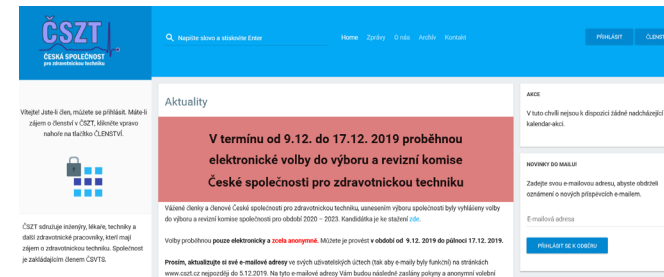 ČSZT
ČESKÁ SPOLEČNOST
pro zdravotnickou techniku
Napište slovo a stiskněte Enter
Home Zprávy O nás Archív Kontakt
PŘIHLÁSIT
ČLENST
Vítejte! Jste-li člen, můžete se přihlásit. Máte-li
zájem o členství v ČSZT, klikněte vpravo
nahoře na tlačítko ČLENSTVÍ.
ČSZT sdružuje inženýry, lékaře, techniky a
další zdravotnické pracovníky, kteří mají
zájem o zdravotnickou techniku. Společnost
je zakládajícím členem ČSVTS.
Aktuality
V termínu od 9.12. do 17.12. 2019 proběhnou
elektronické volby do výboru a revizní komise
České společnosti pro zdravotnickou techniku
Vážené členky a členové České společnosti pro zdravotnickou techniku, usnesením výboru společnosti byly vyhlášeny volby
do výboru a revizní komise společnosti pro období 2020 – 2023. Kandidátka je ke stažení zde.
Volby proběhnou pouze elektronicky a zcela anonymně. Můžete je provést v období od 9.12. 2019 do půlnoci 17.12. 2019.
Prosím, aktualizujte si své e-mailové adresy ve svých uživatelských účtech (tak aby e-maily byly funkční) na stránkách
www.cszt.cz nejpozději do 5.12.2019. Na tyto e-mailové adresy Vám budou následně zaslány pokyny a anonymní volební
AKCE
V tuto chvíli nejsou k dispozici žádné nadcházející
kalendar-akci.
NOVINKY DO MAILU!
Zadejte svou e-mailovou adresu, abyste obdrželi
oznámení o nových příspěvcích e-mailem.
E-mailová adresa
PŘIHLÁSIT SE K ODBĚRU